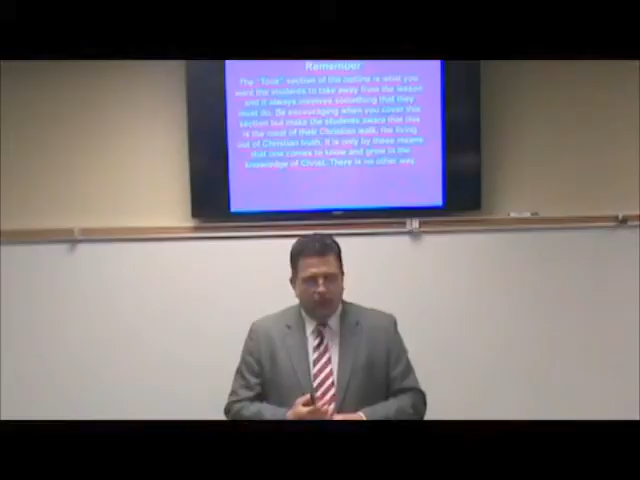 Remember
The "Took" section of the outline is what you
want the students to take away from the lesson
and it always involves something that they
must do. Be encouraging when you cover this
section but make the students aware that this
is the meat of their Christian walk, the living
out of Christian truth. It is only by these means
that one comes to know and grow in the
knowledge of Christ. There is no other way